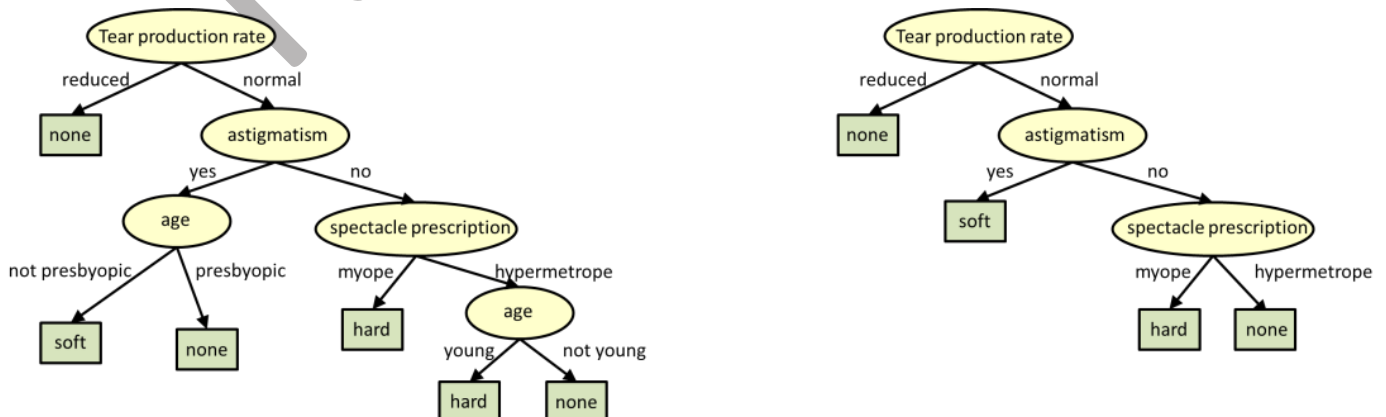 Tear production rate
reduced
normal
none
astigmatism
yes
no
age
spectacle prescription
not presbyopic
presbyopic
myope
hypermetrope
soft
none
hard
age
young
not young
hard
none
Tear production rate
reduced
normal
none
astigmatism
yes
no
soft
spectacle prescription
myope
hypermetrope
hard
none